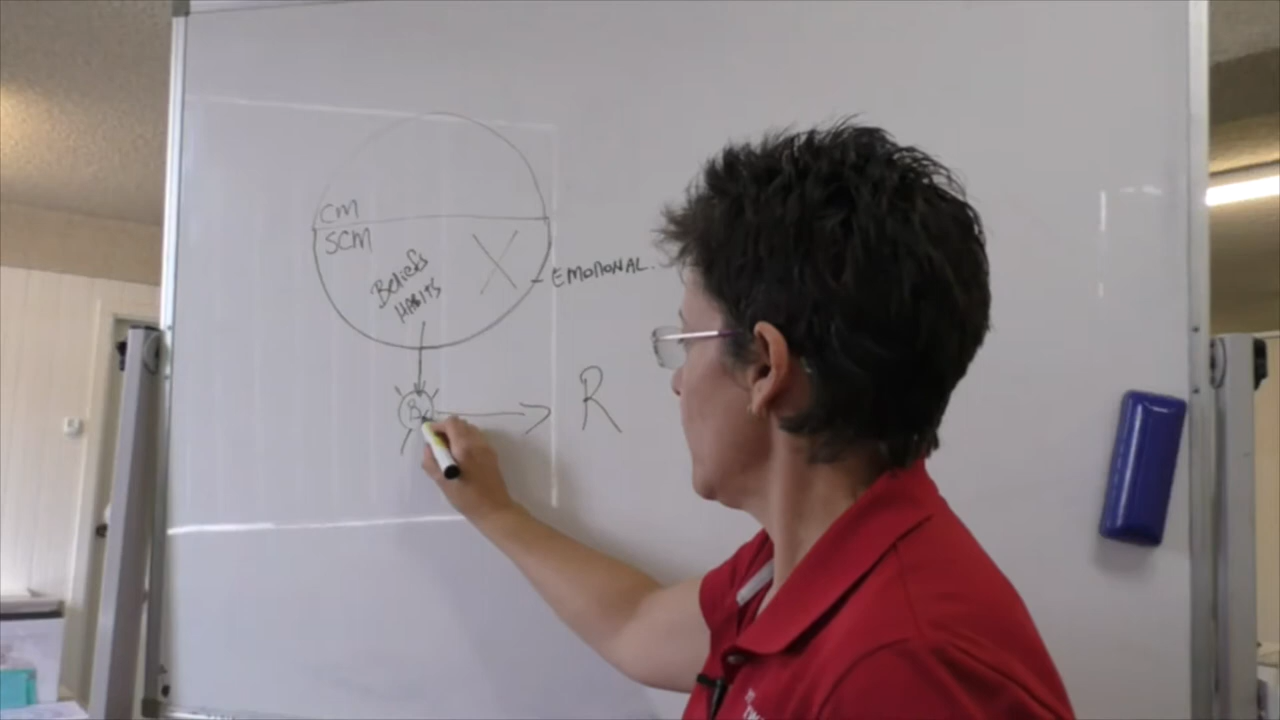 CM
SCM
Beliefs
HABITS
X
EMOTIONAL.
R